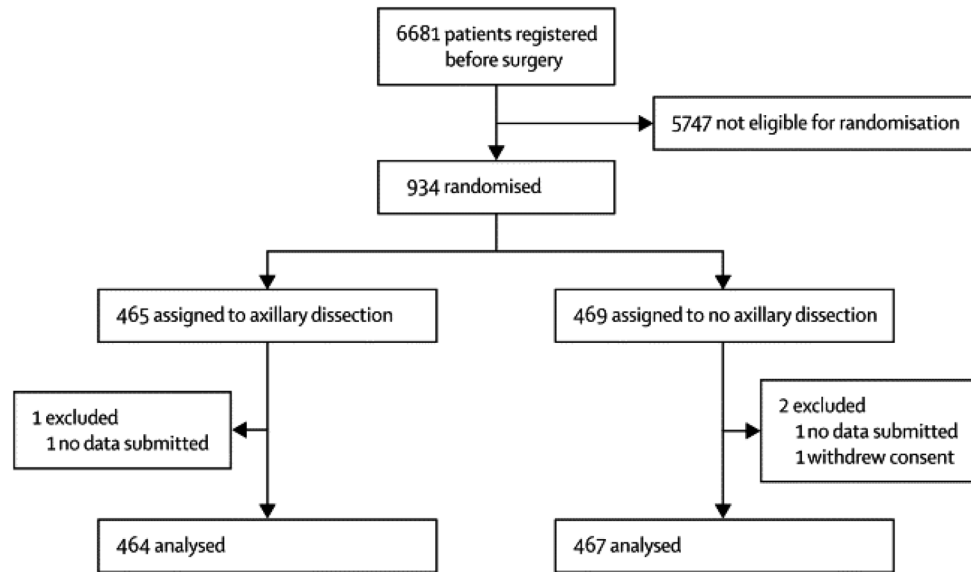 6681 patients registered
before surgery
5747 not eligible for randomisation
934 randomised
465 assigned to axillary dissection
469 assigned to no axillary dissection
1 excluded
1 no data submitted
2 excluded
1 no data submitted
1 withdrew consent
464 analysed
467 analysed